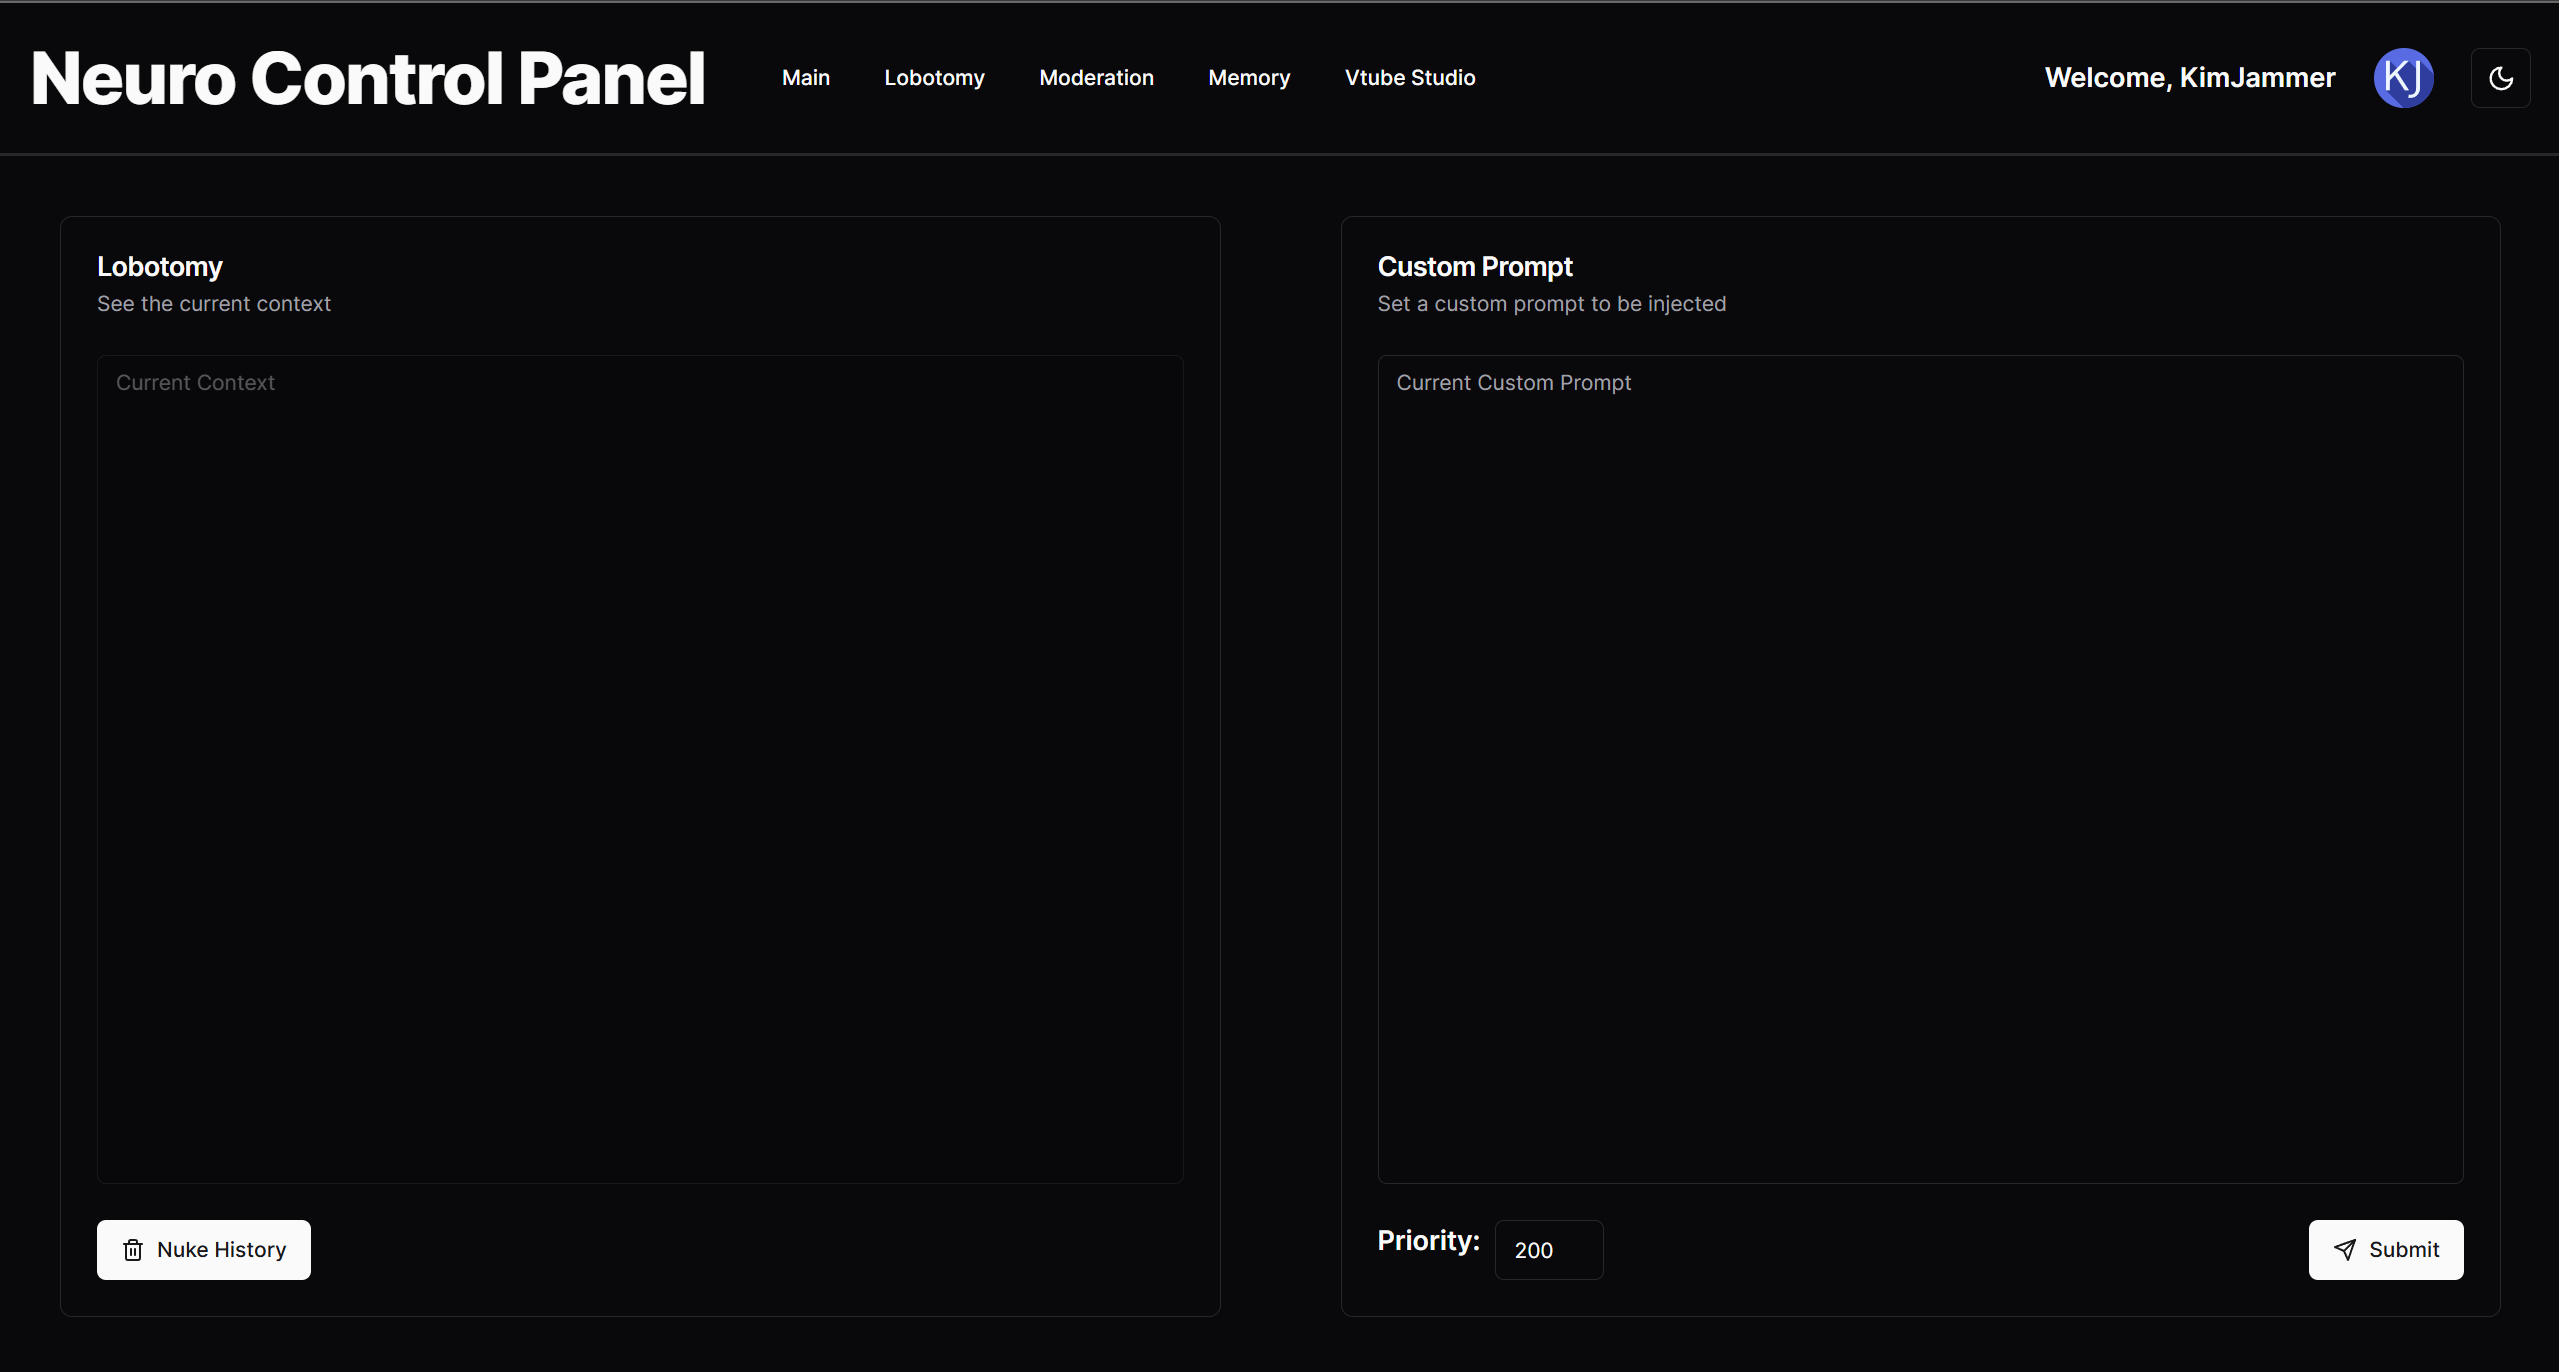 Neuro Control Panel
Main
Lobotomy
Moderation
Memory
Vtube Studio
Welcome, KimJammer
KJ
Lobotomy
See the current context
Current Context
Nuke History
Custom Prompt
Set a custom prompt to be injected
Current Custom Prompt
Priority:
200
Submit